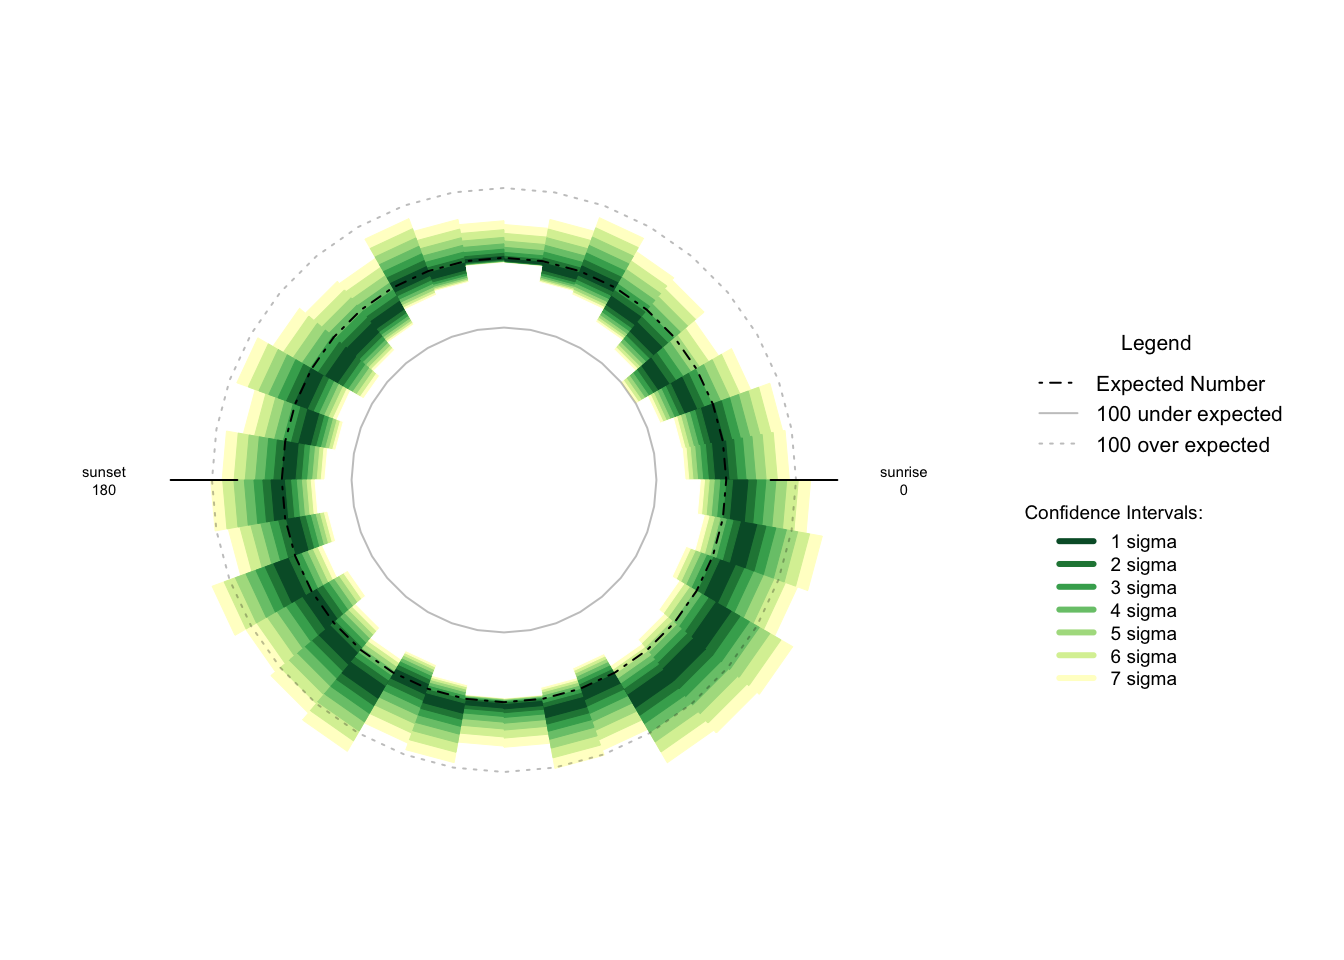 sunset
180
sunrise
0
Legend
Expected Number
100 under expected
100 over expected
Confidence Intervals:
1 sigma
2 sigma
3 sigma
4 sigma
5 sigma
6 sigma
7 sigma